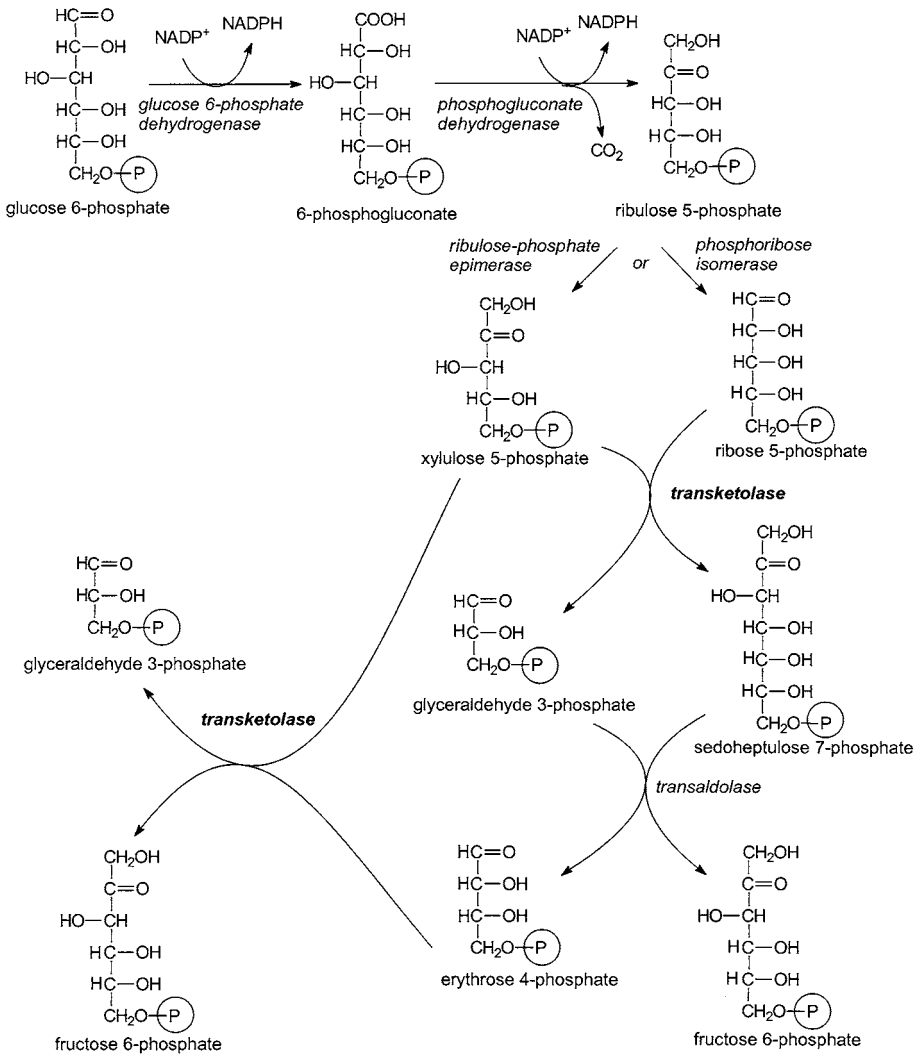 HC=O
HC—OH
HO—CH
HC—OH
HC—OH
CH2O—P
glucose 6-phosphate
NADP+ NADPH
glucose 6-phosphate
dehydrogenase
COOH
HC—OH
HO—CH
HC—OH
HC—OH
CH2O—P
6-phosphogluconate
NADP+ NADPH
phosphogluconate
dehydrogenase
CO2
CH2OH
C=O
HC—OH
HC—OH
CH2O—P
ribulose 5-phosphate
ribulose-phosphate
epimerase
or
phosphoribose
isomerase
CH2OH
C=O
HO—CH
HC—OH
CH2O—P
xylulose 5-phosphate
HC=O
HC—OH
HC—OH
HC—OH
CH2O—P
ribose 5-phosphate
transketolase
HC=O
HC—OH
CH2O—P
glyceraldehyde 3-phosphate
HC=O
HC—OH
CH2O—P
glyceraldehyde 3-phosphate
CH2OH
C=O
HO—CH
HC—OH
HC—OH
HC—OH
CH2O—P
sedoheptulose 7-phosphate
transketolase
transaldolase
CH2OH
C=O
HO—CH
HC—OH
HC—OH
CH2O—P
fructose 6-phosphate
HC=O
HC—OH
HC—OH
CH2O—P
erythrose 4-phosphate
CH2OH
C=O
HO—CH
HC—OH
HC—OH
CH2O—P
fructose 6-phosphate